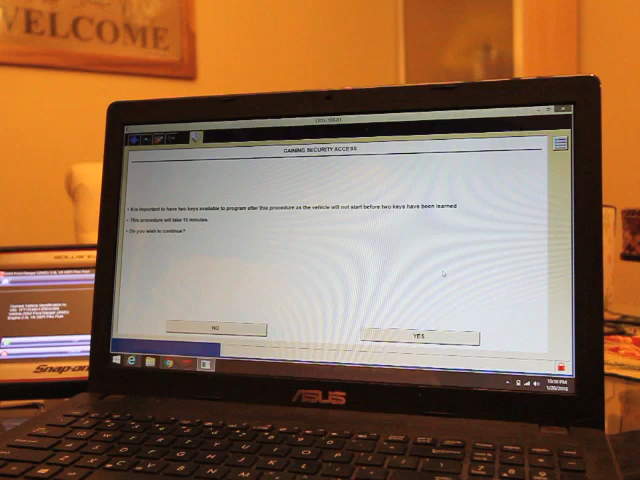 WELCOME
GAINING SECURITY ACCESS
- It is important to have two keys available to program after this procedure as the vehicle will not start before two keys have been learned
- This procedure will take 10 minutes.
- Do you wish to continue?
NO
YES
Snap-on
ASUS